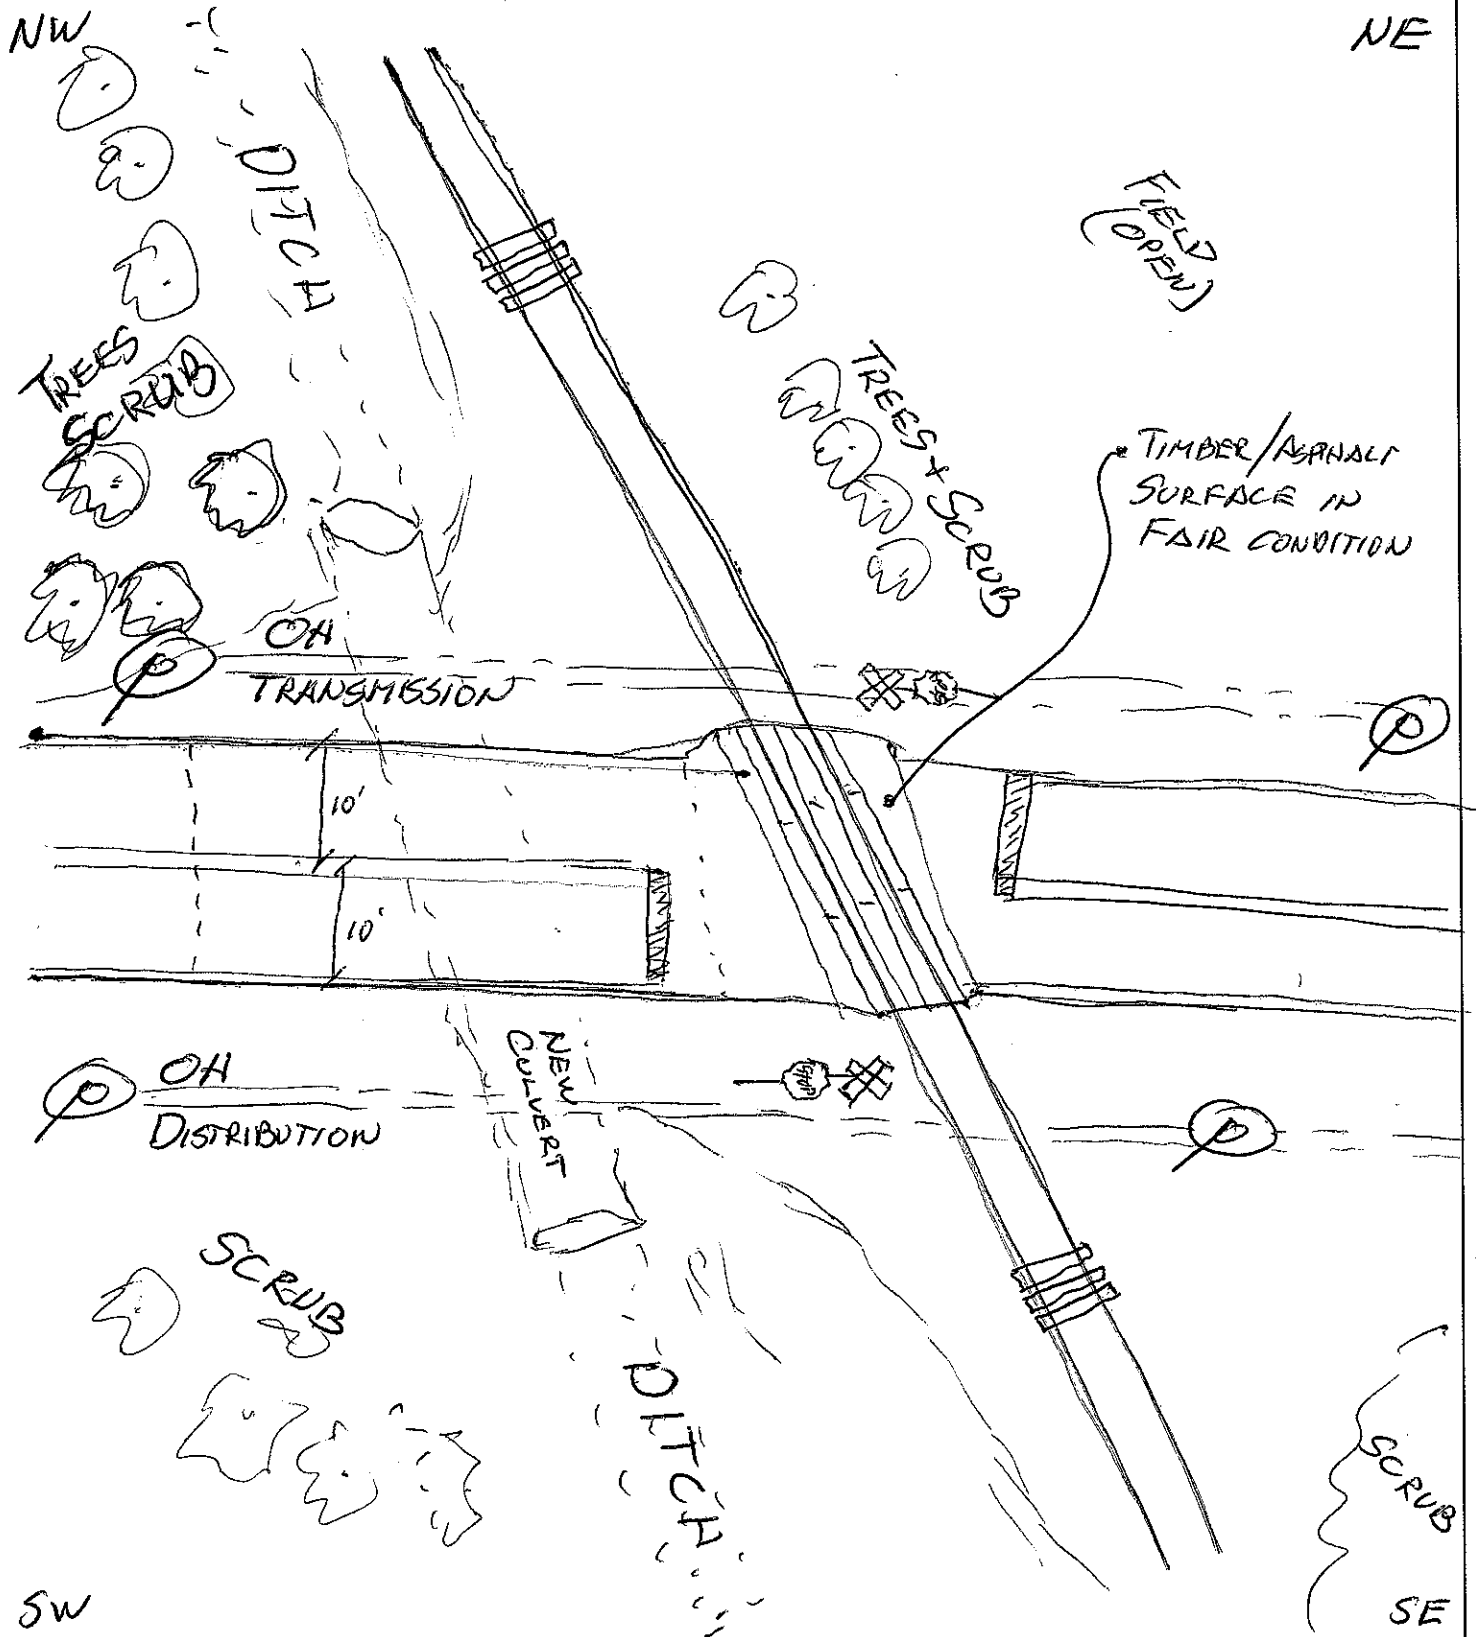 NW
NE
DITCH
FIELD
(OPEN)
TREES
SCRUB
TREES + SCRUB
TIMBER/ASPHALT
SURFACE IN
FAIR CONDITION
OH
TRANSMISSION
10'
10'
NEW
CULVERT
STOP
OH
DISTRIBUTION
SCRUB
DITCH
SCRUB
SW
SE